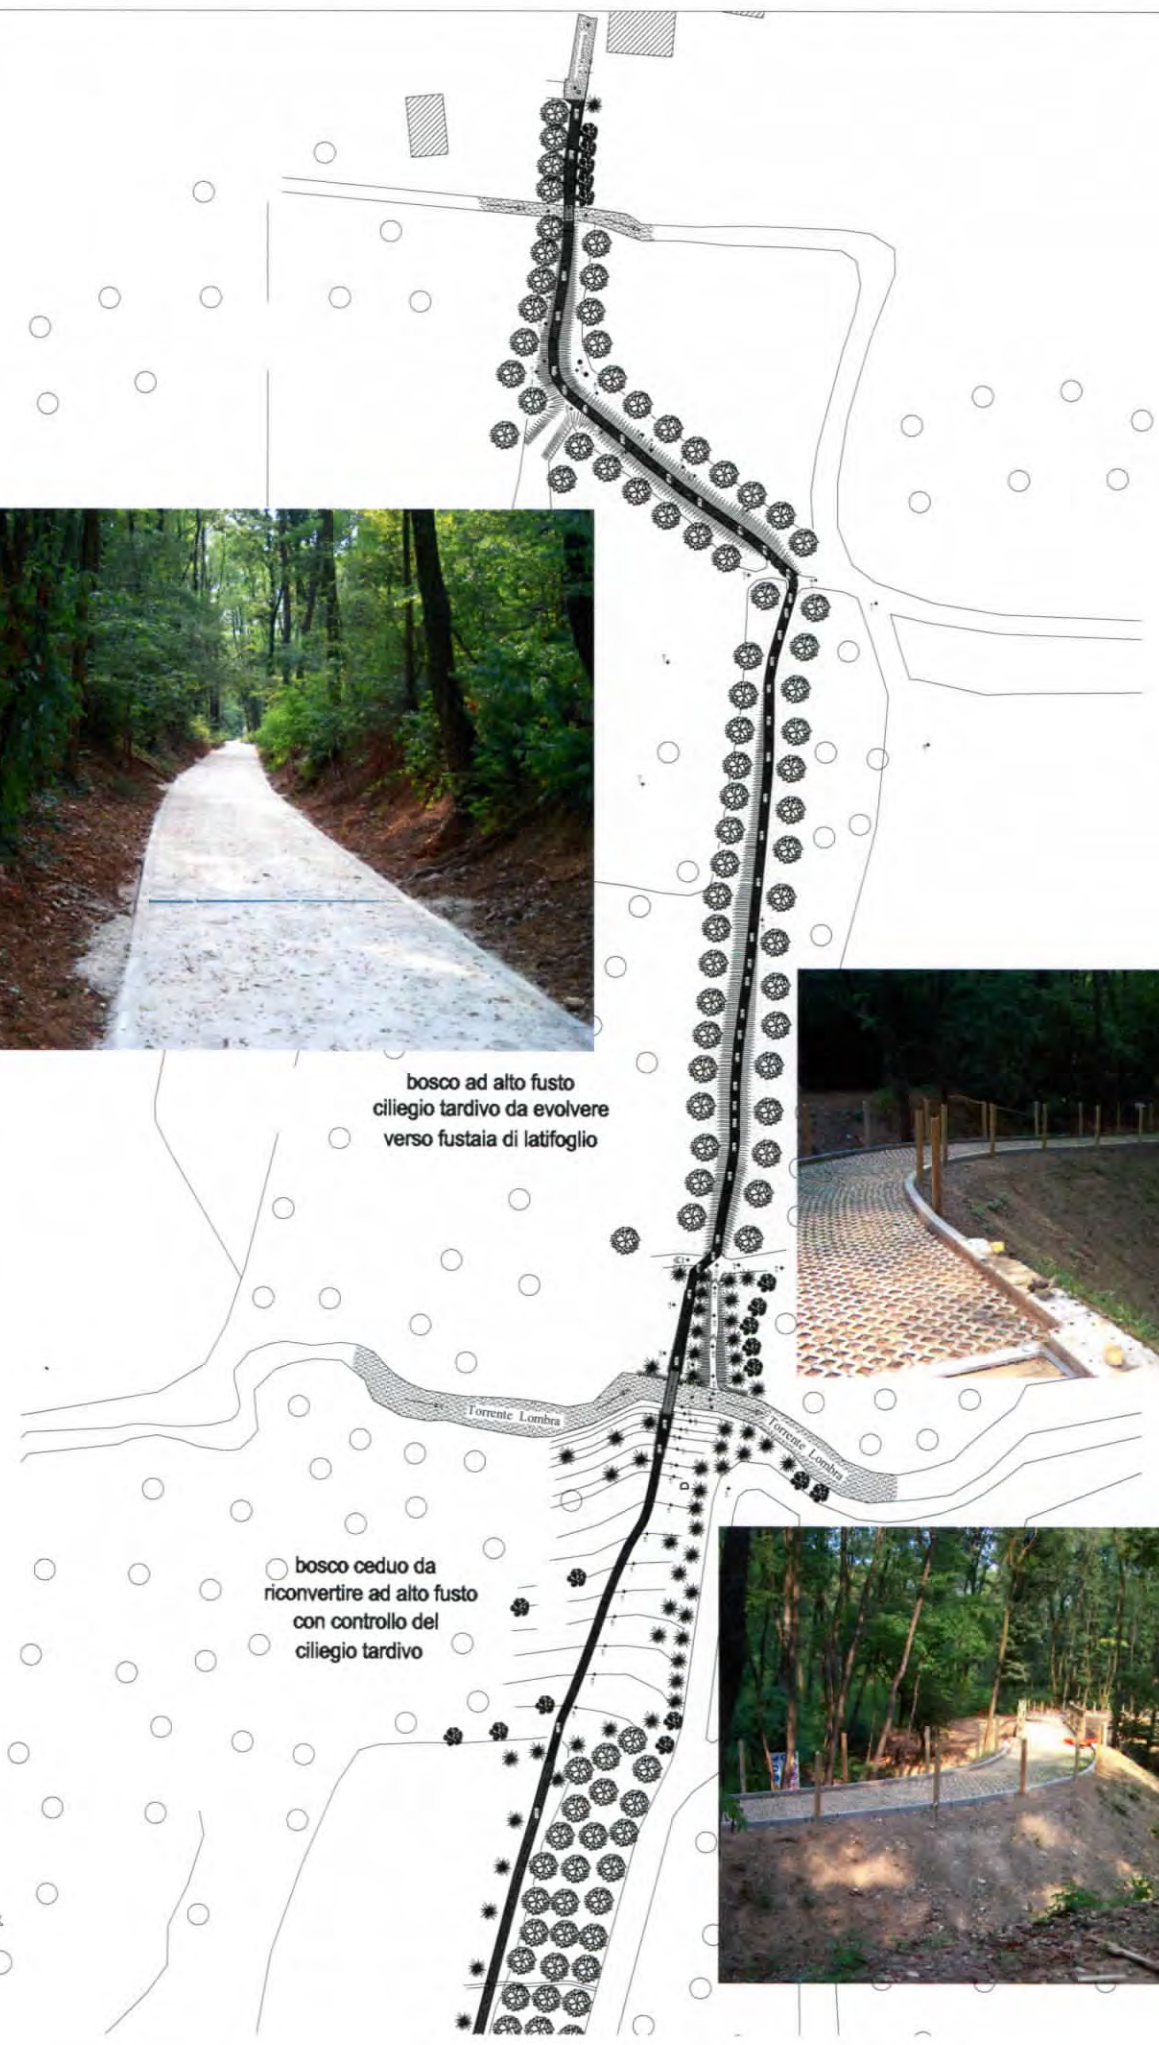 bosco ad alto fusto
ciliegio tardivo da evolvere
verso fustaia di latifoglio
Torrente Lombra
Torrente Lombra
D
bosco ceduo da
riconvertire ad alto fusto
con controllo del
ciliegio tardivo